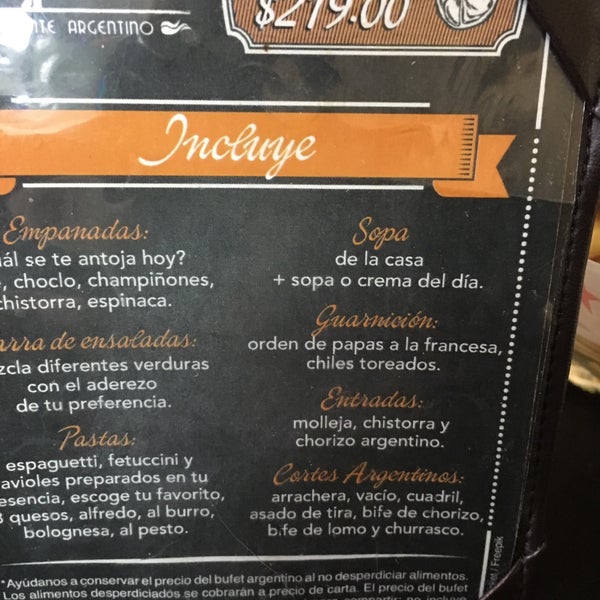 $219.00
ARGENTINO
Incluye
Empanadas:
se te antoja hoy?
choclo, champiñones,
chistorra, espinaca.
de ensaladas:
diferentes verduras
con el aderezo
de tu preferencia.
Pastas:
espaguetti, fetuccini y
preparados en tu
escoge tu favorito,
quesos, alfredo, al burro,
bolognesa, al pesto.
Sopa
de la casa
+ sopa o crema del día.
Guarnición:
orden de papas a la francesa,
chiles toreados.
Entradas:
molleja, chistorra y
chorizo argentino.
Cortes Argentinos:
arrachera, vacío, cuadril,
asado de tira, bife de chorizo,
bife de lomo y churrasco.
*Ayúdanos a conservar el precio del bufet argentino al no desperdiciar alimentos.
Los alimentos desperdiciados se cobrarán a precio de carta. El precio del bufet
/ Freepik